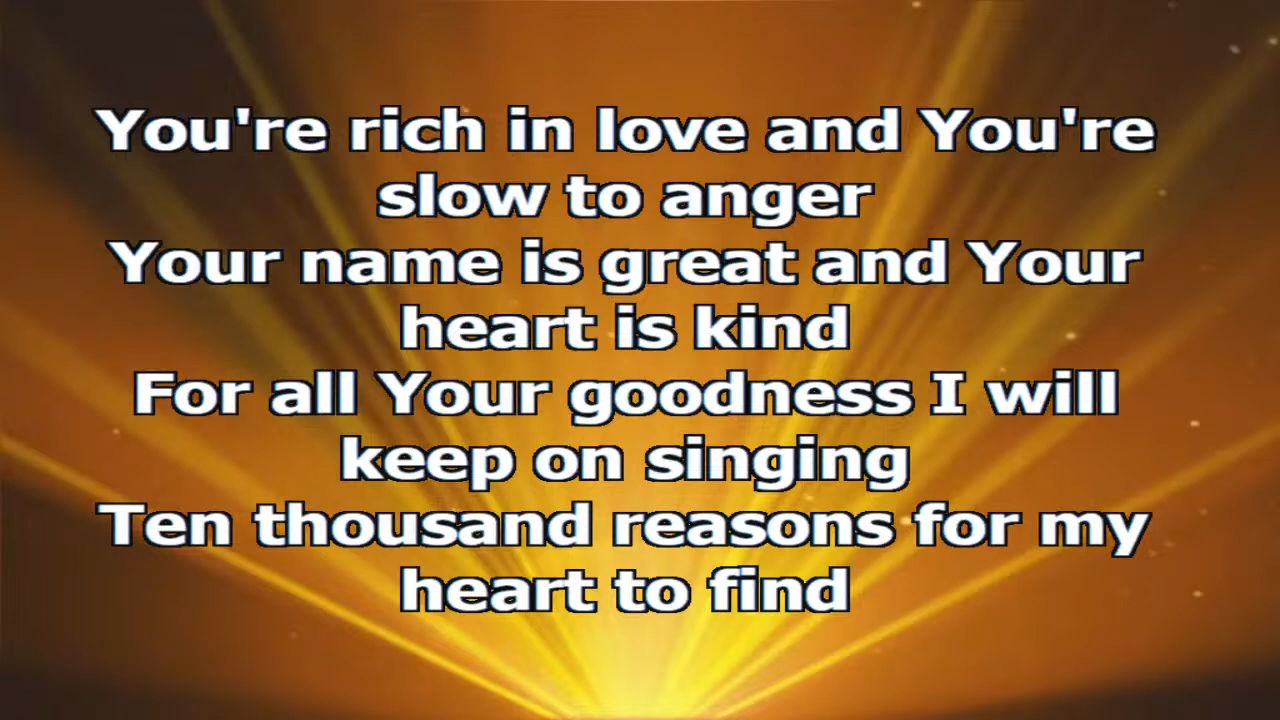 You're rich in love and You're
slow to anger
Your name is great and Your
heart is kind
For all Your goodness I will
keep on singing
Ten thousand reasons for my
heart to find